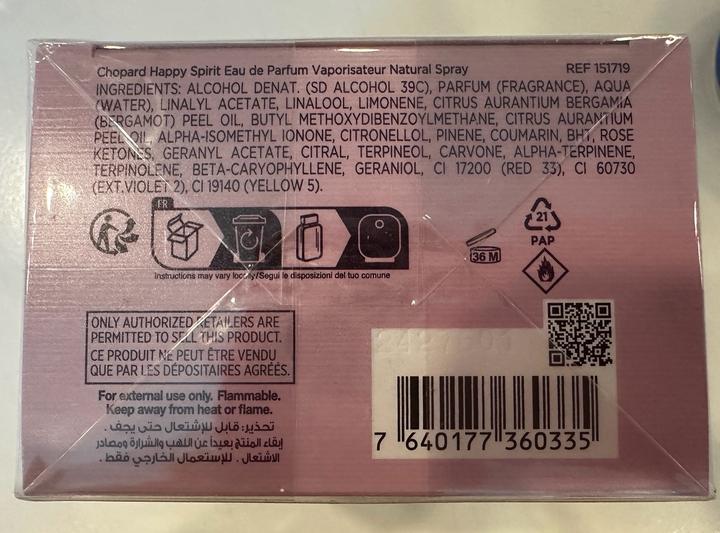 Chopard Happy Spirit Eau de Parfum Vaporisateur Natural Spray REF 151719
INGREDIENTS: ALCOHOL DENAT. (SD ALCOHOL 39C), PARFUM (FRAGRANCE), AQUA
(WATER), LINALYL ACETATE, LINALOOL, LIMONENE, CITRUS AURANTIUM BERGAMIA
(BERGAMOT) PEEL OIL, BUTYL METHOXYDIBENZOYLMETHANE, CITRUS AURANTIUM
PEEL OIL, ALPHA-ISOMETHYL IONONE, CITRONELLOL, PINENE, COUMARIN, BHT, ROSE
KETONES, GERANYL ACETATE, CITRAL, TERPINEOL, CARVONE, ALPHA-TERPINENE,
TERPINOLENE, BETA-CARYOPHYLLENE, GERANIOL, CI 17200 (RED 33), CI 60730
(EXT.VIOLET 2), CI 19140 (YELLOW 5).
FR
Instructions may vary locally/Segui le disposizioni del tuo comune
36 M
21
PAP
ONLY AUTHORIZED RETAILERS ARE
PERMITTED TO SELL THIS PRODUCT.
CE PRODUIT NE PEUT ÊTRE VENDU
QUE PAR LES DÉPOSITAIRES AGRÉÉS.
For external use only. Flammable.
Keep away from heat or flame.
تحذير: قابل للإشتعال حتى يجف .
إبقاء المنتج بعيداً عن اللهب والشرارة ومصادر
الاشتعال . للإستعمال الخارجي فقط .
7 640177 360335